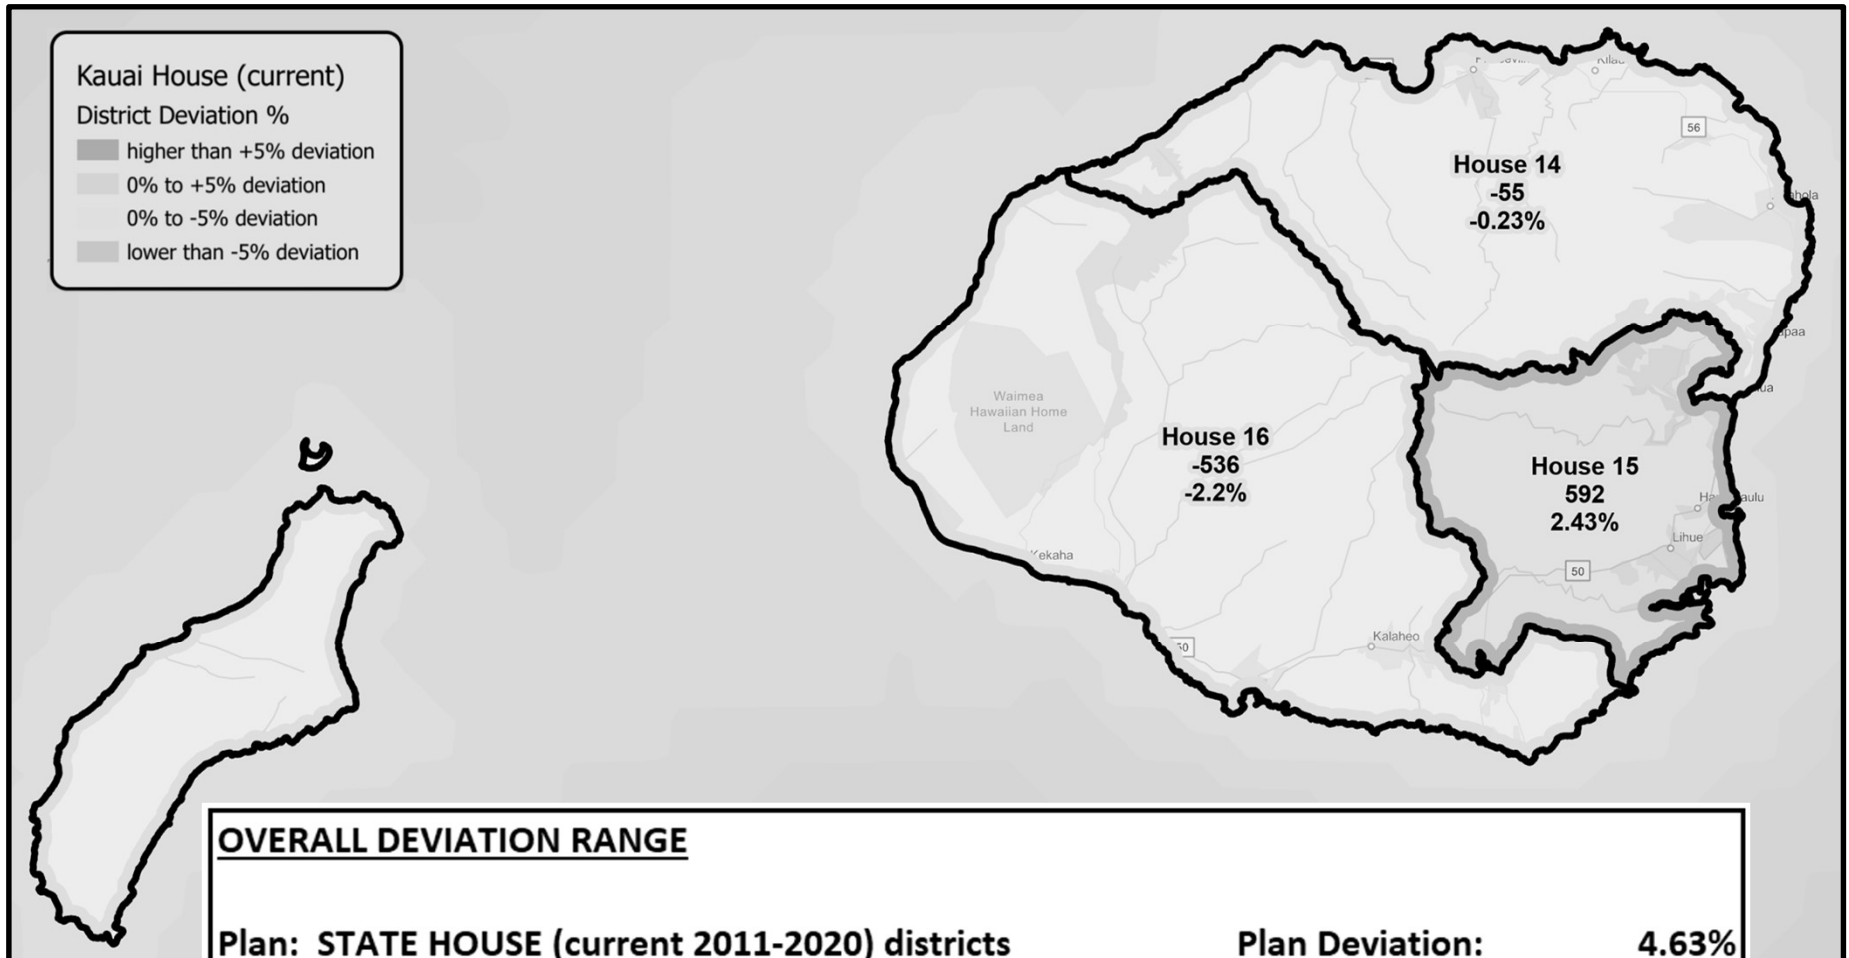 Kauai House (current)
District Deviation %
higher than +5% deviation
0% to +5% deviation
0% to -5% deviation
lower than -5% deviation
56
House 14
-55
-0.23%
Waimea
Hawaiian Home
Land
House 16
-536
-2.2%
House 15
592
2.43%
Lihue
50
Kekaha
Kalaheo
50
OVERALL DEVIATION RANGE
Plan: STATE HOUSE (current 2011-2020) districts Plan Deviation: 4.63%